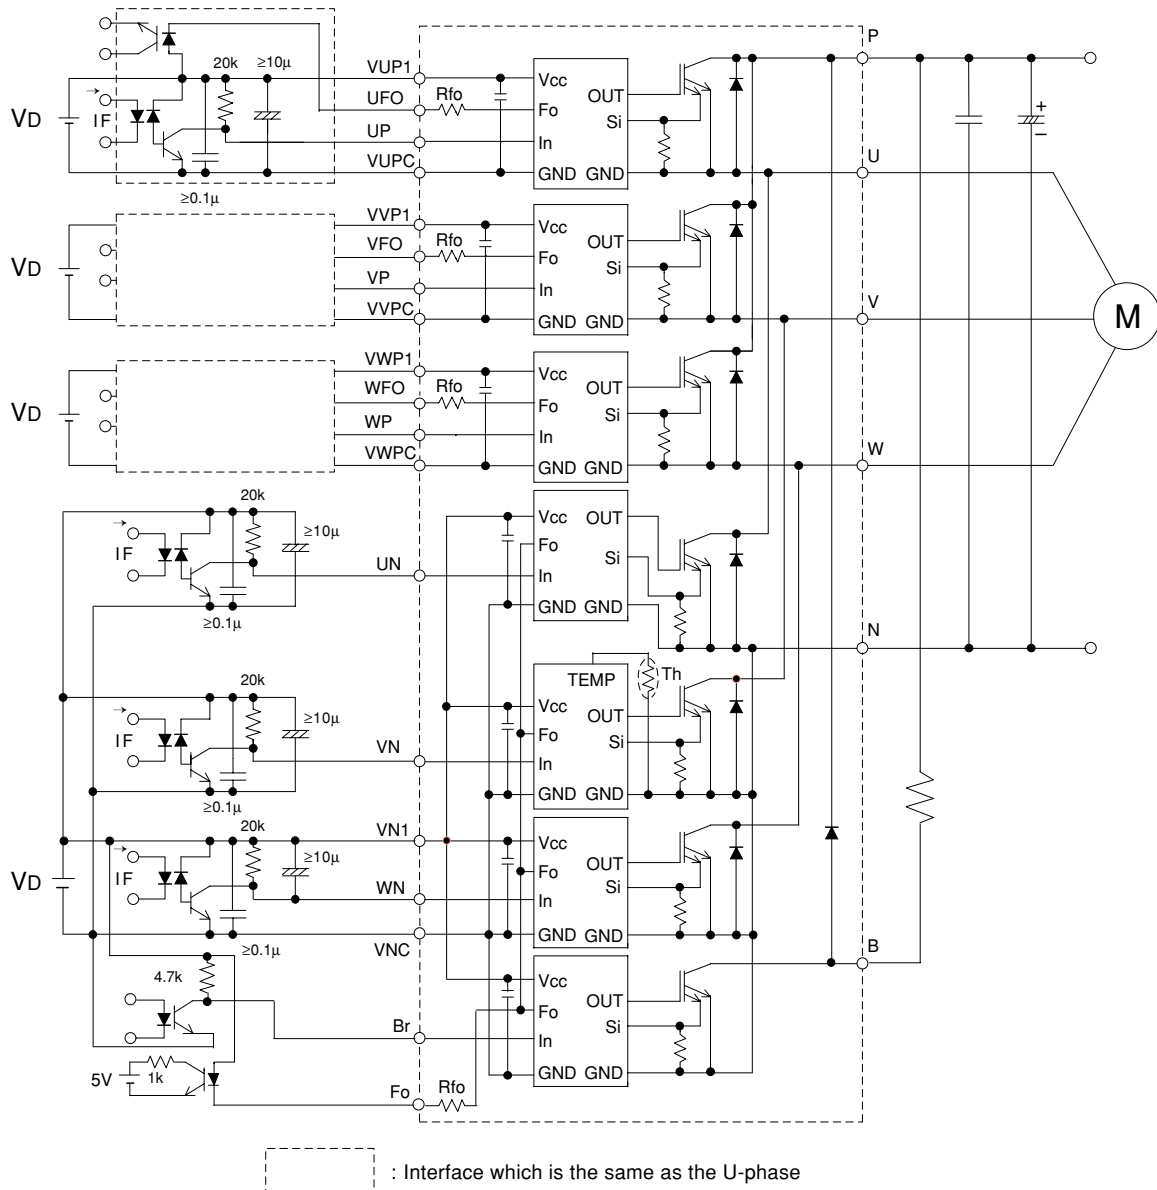 P
20k
≥10μ
VUP1
Vcc
VD
IF
UFO
Rfo
Fo
OUT
Si
+
–
UP
In
U
VUPC
GND GND
≥0.1μ
VVP1
Vcc
VFO
Rfo
OUT
VD
Fo
Si
VP
In
V
VVPC
GND GND
M
VWP1
Vcc
WFO
Rfo
OUT
VD
Fo
Si
WP
In
W
VWPC
GND GND
20k
≥10μ
Vcc OUT
IF
Fo
Si
UN
In
GND GND
≥0.1μ
N
TEMP
Th
20k
≥10μ
Vcc
OUT
IF
Fo
Si
VN
In
GND GND
≥0.1μ
20k
VN1
Vcc
≥10μ
OUT
VD
IF
Fo
WN
Si
In
GND GND
VNC
B
≥0.1μ
4.7k
Vcc
OUT
Fo
Si
Br
In
5V
1k
GND GND
Fo
Rfo
: Interface which is the same as the U-phase